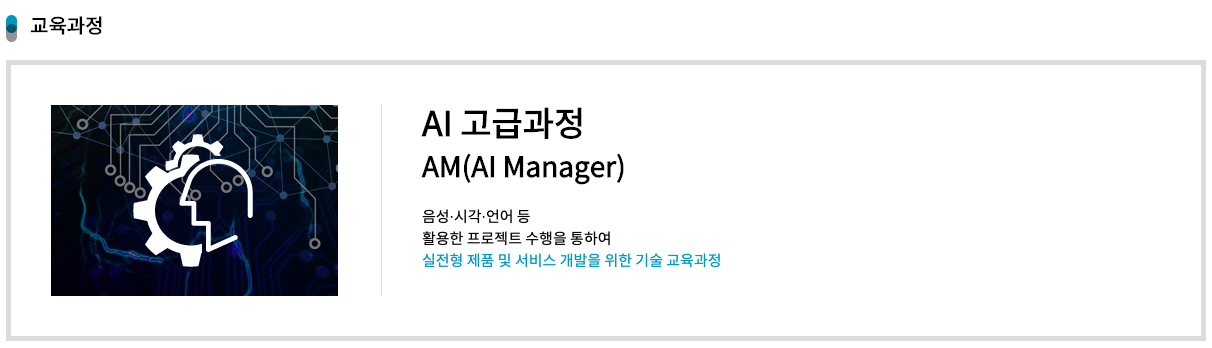 교육과정
AI 고급과정
AM(AI Manager)
음성·시각·언어 등
활용한 프로젝트 수행을 통하여
실전형 제품 및 서비스 개발을 위한 기술 교육과정